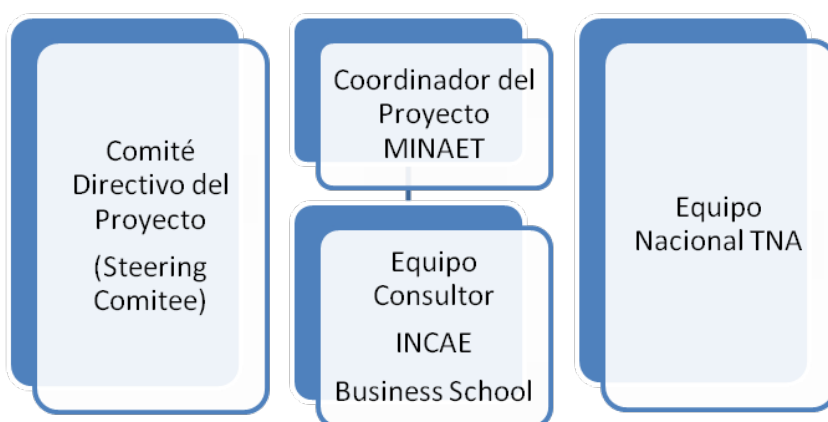 Comité
Directivo del
Proyecto
(Steering
Comitee)
Coordinador del
Proyecto
MINAET
Equipo
Consultor
INCAE
Business School
Equipo
Nacional TNA